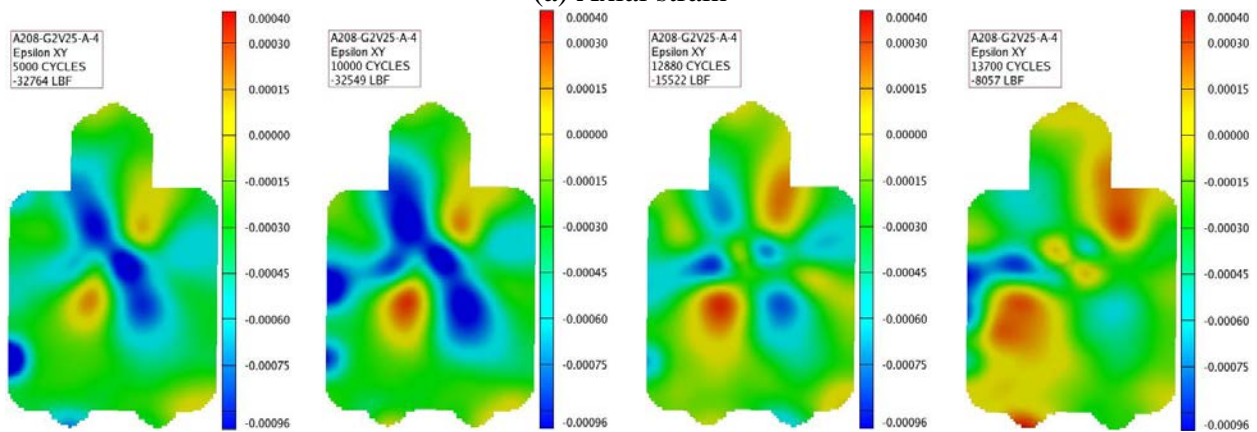 (a) Axial strain
A208-G2V25-A-4
Epsilon XY
5000 CYCLES
-32764 LBF
0.00040
0.00030
0.00015
0.00000
-0.00015
-0.00030
-0.00045
-0.00060
-0.00075
-0.00096
A208-G2V25-A-4
Epsilon XY
10000 CYCLES
-32549 LBF
0.00040
0.00030
0.00015
0.00000
-0.00015
-0.00030
-0.00045
-0.00060
-0.00075
-0.00096
A208-G2V25-A-4
Epsilon XY
12880 CYCLES
-15522 LBF
0.00040
0.00030
0.00015
0.00000
-0.00015
-0.00030
-0.00045
-0.00060
-0.00075
-0.00096
A208-G2V25-A-4
Epsilon XY
13700 CYCLES
-8057 LBF
0.00040
0.00030
0.00015
0.00000
-0.00015
-0.00030
-0.00045
-0.00060
-0.00075
-0.00096